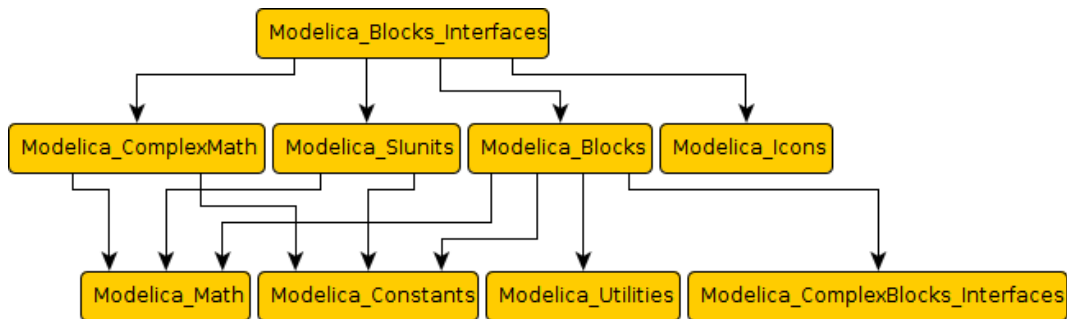 Modelica_Blocks_Interfaces
Modelica_ComplexMath
Modelica_SIunits
Modelica_Blocks
Modelica_Icons
Modelica_Math
Modelica_Constants
Modelica_Utilities
Modelica_ComplexBlocks_Interfaces